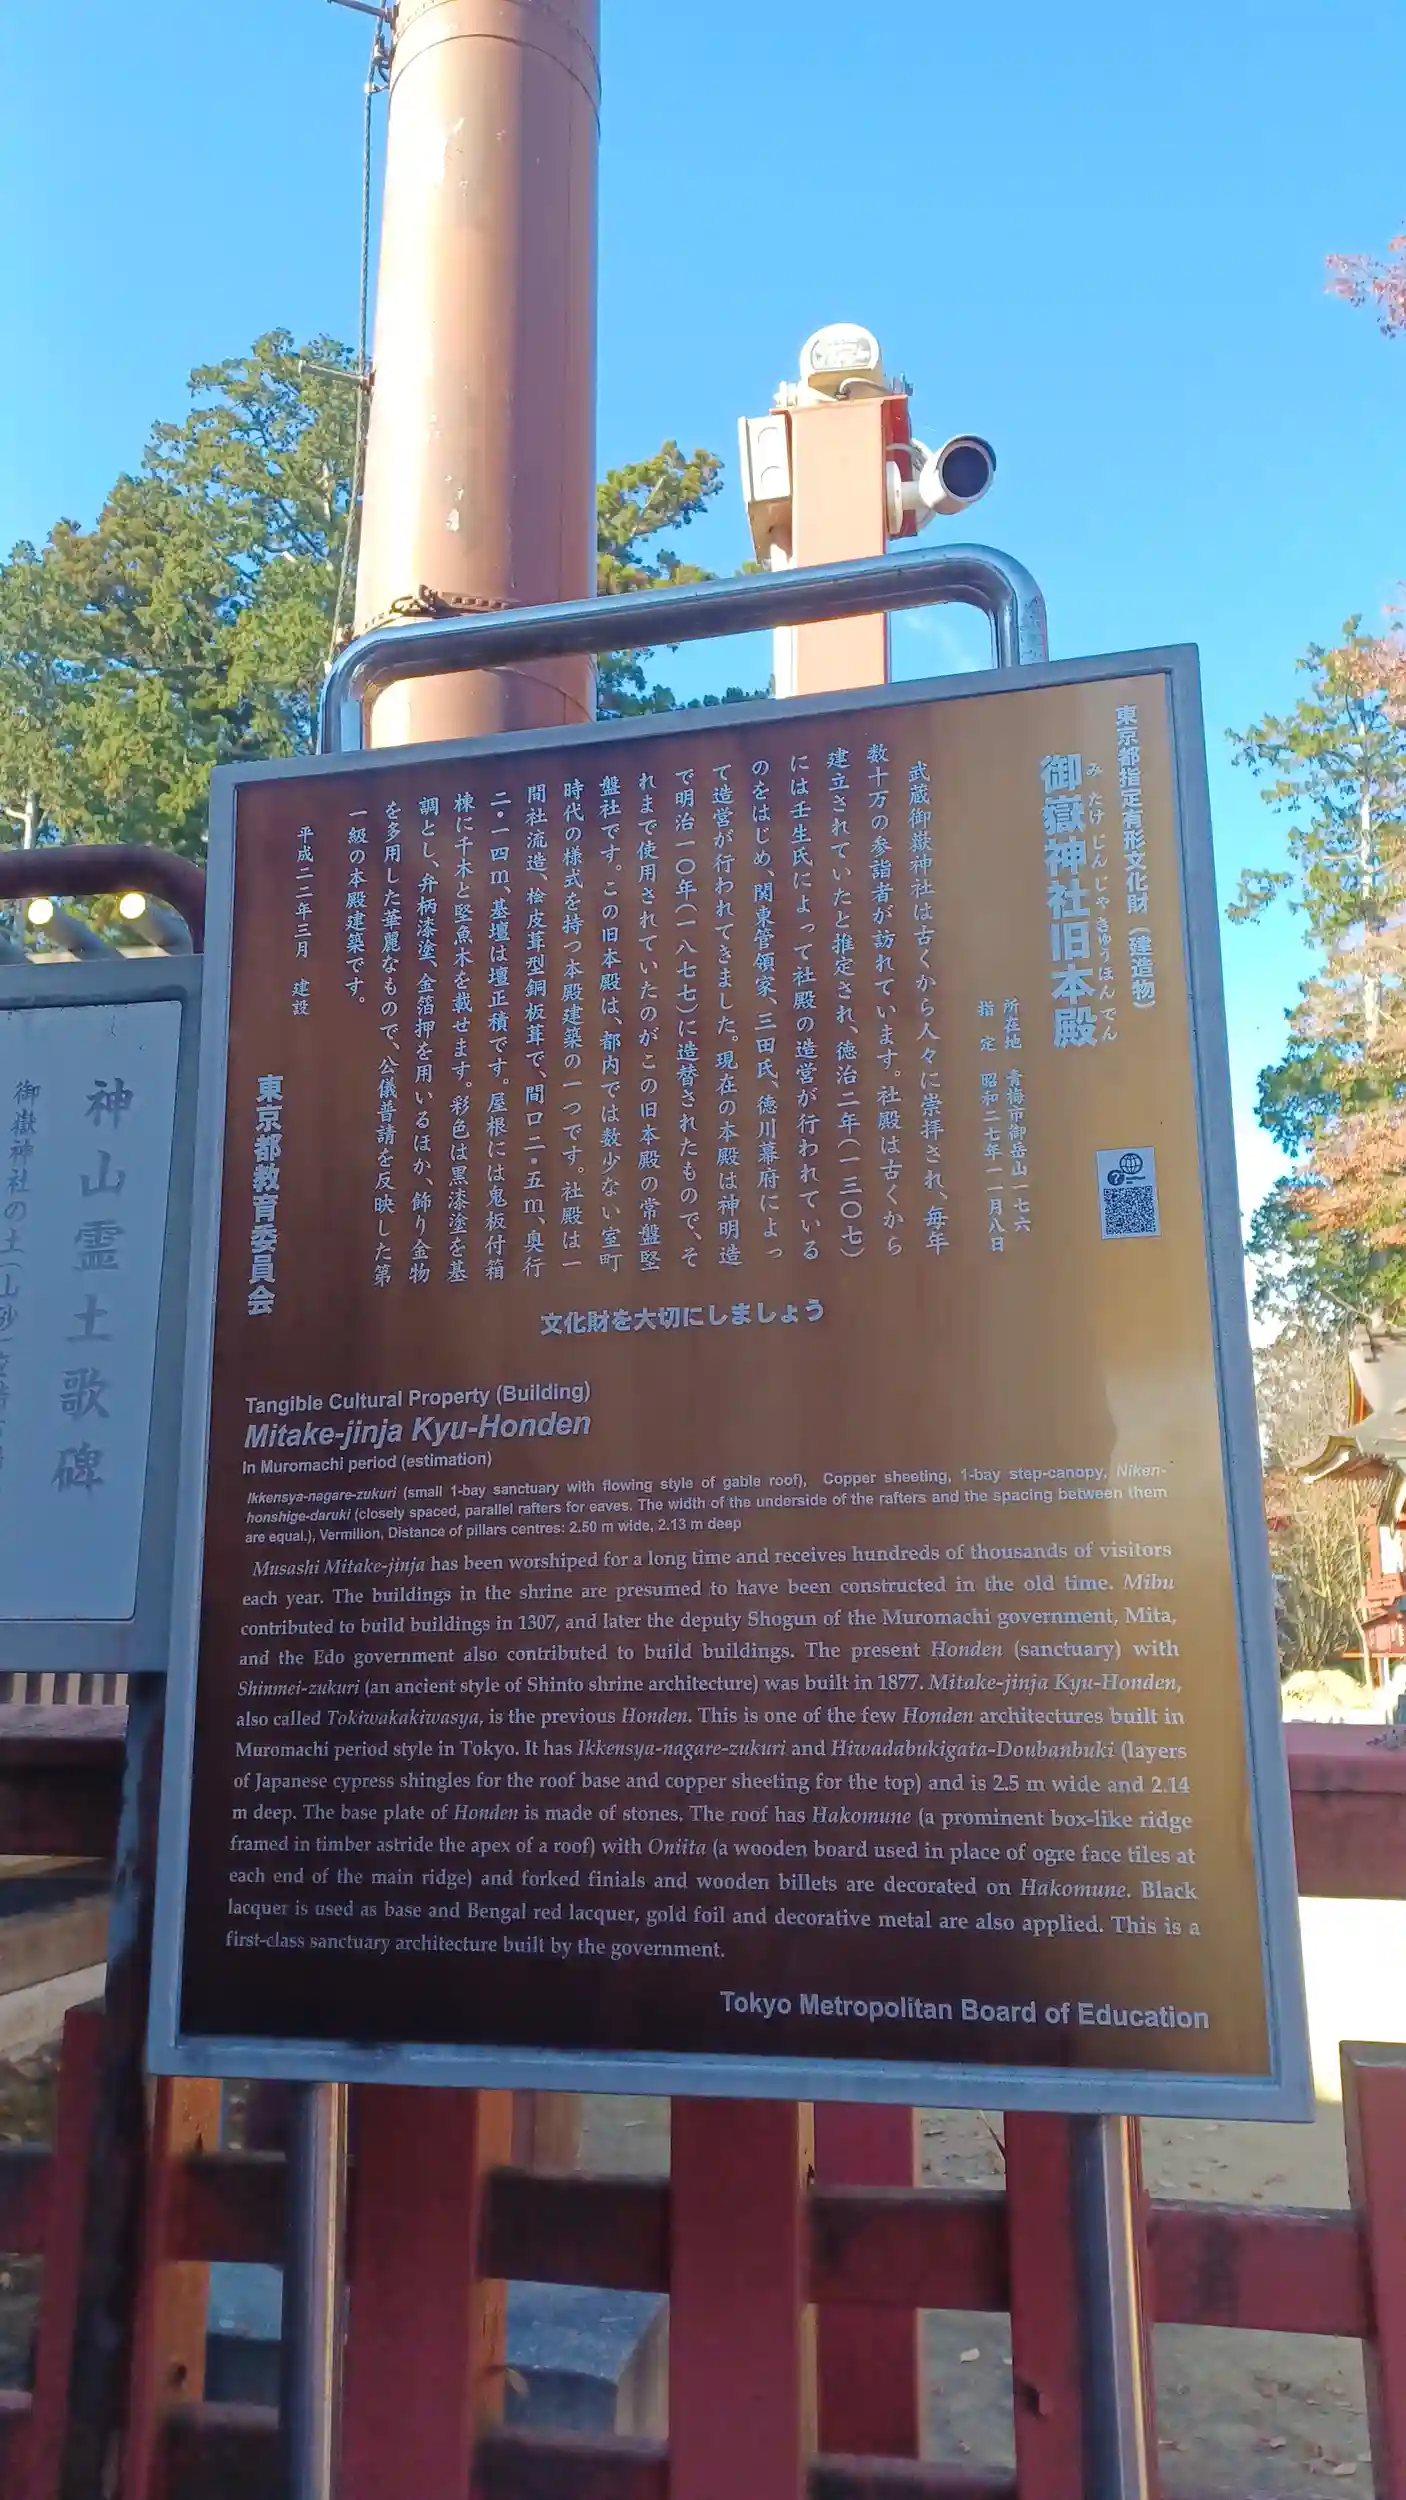 東京都指定有形文化財（建造物）
御嶽神社旧本殿
みたけじんじゃきゅうほんでん
所在地　青梅市御岳山一七六
指　定　昭和二七年一一月八日
武蔵御嶽神社は古くから人々に崇拝され、毎年
数十万の参詣者が訪れています。社殿は古くから
建立されていたと推定され、徳治二年（一三〇七）
には壬生氏によって社殿の造営が行われている
のをはじめ、関東管領家、三田氏、徳川幕府によっ
て造営が行われてきました。現在の本殿は神明造
で明治一〇年（一八七七）に造替されたもので、そ
れまで使用されていたのがこの旧本殿の常盤堅
盤社です。この旧本殿は、都内では数少ない室町
時代の様式を持つ本殿建築の一つです。社殿は一
間社流造、桧皮葺型銅板葺で、間口二・五ｍ、奥行
二・一四ｍ、基壇は壇正積です。屋根には鬼板付箱
棟に千木と堅魚木を載せます。彩色は黒漆塗を基
調とし、弁柄漆塗、金箔押を用いるほか、飾り金物
を多用した華麗なもので、公儀普請を反映した第
一級の本殿建築です。
平成二二年三月　建設
東京都教育委員会
文化財を大切にしましょう
Tangible Cultural Property (Building)
Mitake-jinja Kyu-Honden
In Muromachi period (estimation)
Ikkensya-nagare-zukuri (small 1-bay sanctuary with flowing style of gable roof), Copper sheeting, 1-bay step-canopy, Niken-
honshige-daruki (closely spaced, parallel rafters for eaves. The width of the underside of the rafters and the spacing between them
are equal.), Vermilion, Distance of pillars centres: 2.50 m wide, 2.13 m deep
Musashi Mitake-jinja has been worshiped for a long time and receives hundreds of thousands of visitors
each year. The buildings in the shrine are presumed to have been constructed in the old time. Mibu
contributed to build buildings in 1307, and later the deputy Shogun of the Muromachi government, Mita,
and the Edo government also contributed to build buildings. The present Honden (sanctuary) with
Shinmei-zukuri (an ancient style of Shinto shrine architecture) was built in 1877. Mitake-jinja Kyu-Honden,
also called Tokiwakakiwasya, is the previous Honden. This is one of the few Honden architectures built in
Muromachi period style in Tokyo. It has Ikkensya-nagare-zukuri and Hiwadabukigata-Doubanbuki (layers
of Japanese cypress shingles for the roof base and copper sheeting for the top) and is 2.5 m wide and 2.14
m deep. The base plate of Honden is made of stones. The roof has Hakomune (a prominent box-like ridge
framed in timber astride the apex of a roof) with Oniita (a wooden board used in place of ogre face tiles at
each end of the main ridge) and forked finials and wooden billets are decorated on Hakomune. Black
lacquer is used as base and Bengal red lacquer, gold foil and decorative metal are also applied. This is a
first-class sanctuary architecture built by the government.
Tokyo Metropolitan Board of Education
神山霊土歌碑
御嶽神社の土（山砂）